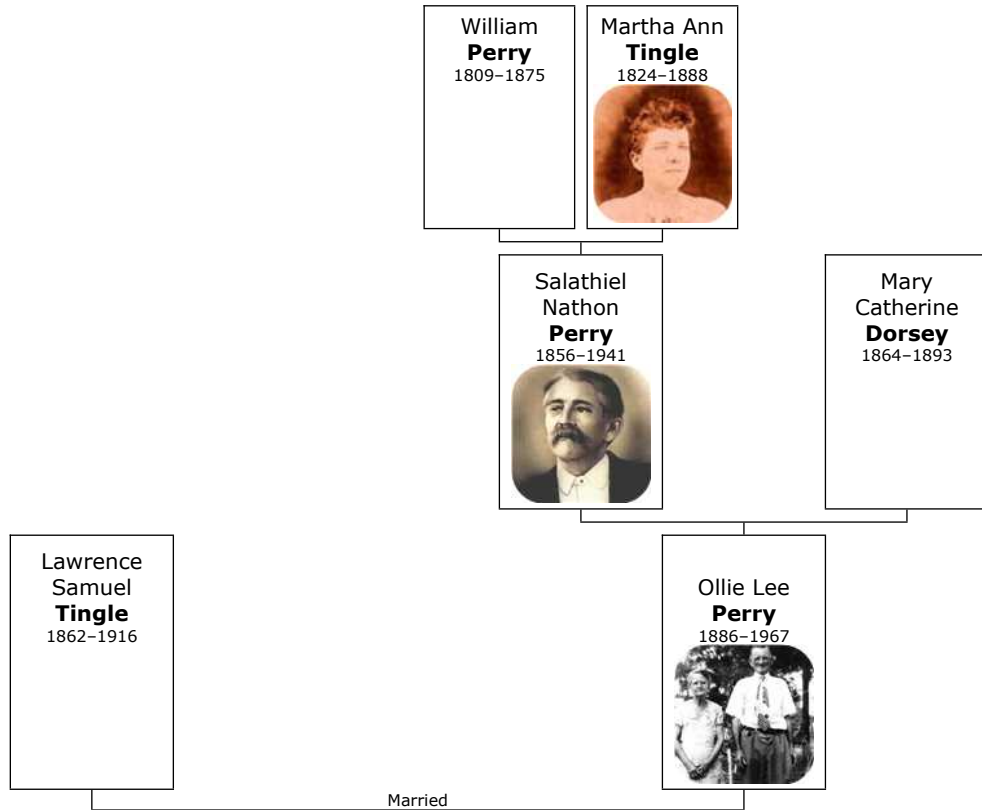 William
Perry
1809–1875
Martha Ann
Tingle
1824–1888
Salathiel
Nathon
Perry
1856–1941
Mary
Catherine
Dorsey
1864–1893
Lawrence
Samuel
Tingle
1862–1916
Ollie Lee
Perry
1886–1967
Married